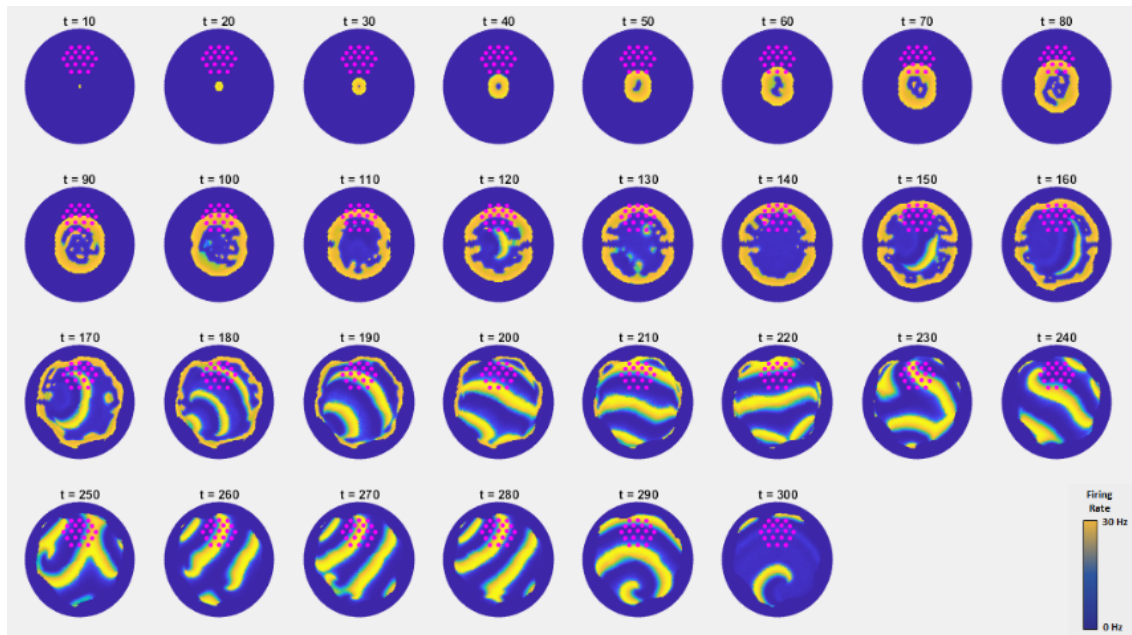 t = 10 t = 20 t = 30 t = 40 t = 50 t = 60 t = 70 t = 80
t = 90 t = 100 t = 110 t = 120 t = 130 t = 140 t = 150 t = 160
t = 170 t = 180 t = 190 t = 200 t = 210 t = 220 t = 230 t = 240
t = 250 t = 260 t = 270 t = 280 t = 290 t = 300
Firing
Rate
30 Hz
0 Hz